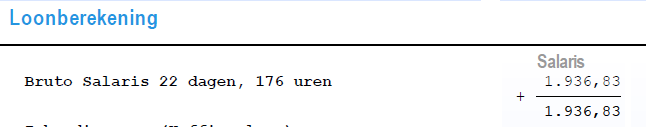 Loonberekening
Salaris
Bruto Salaris 22 dagen, 176 uren 1.936,83
+
1.936,83